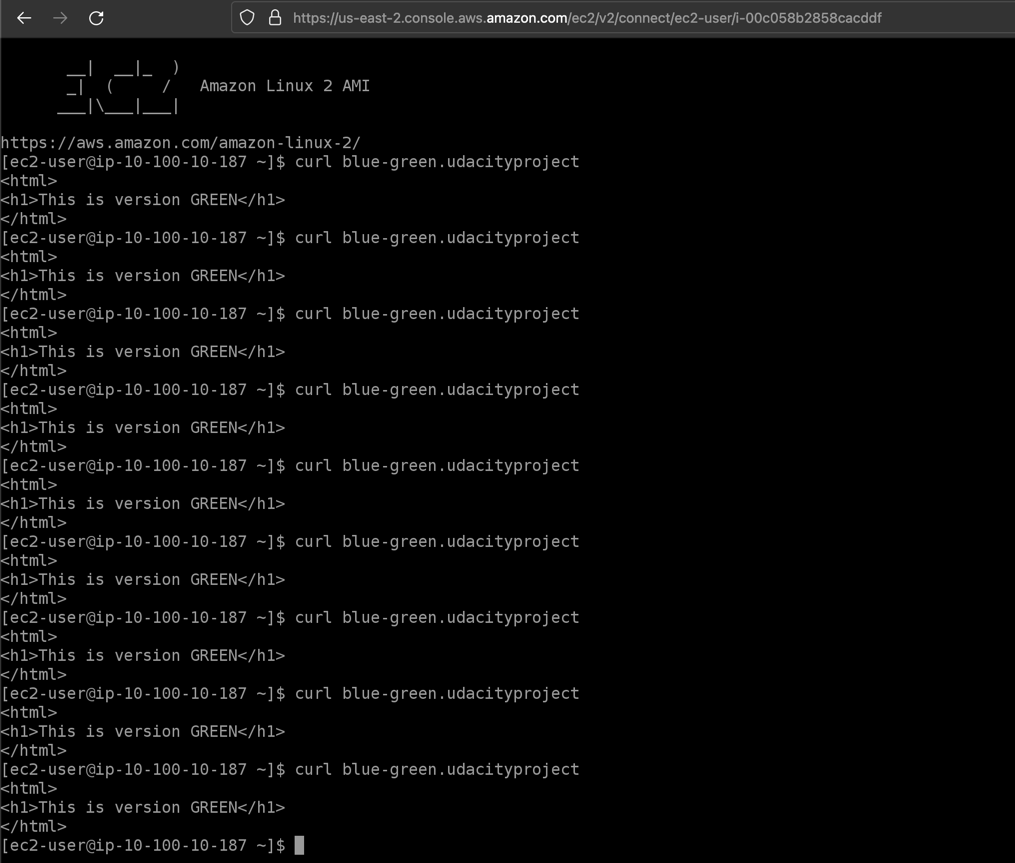 https://us-east-2.console.aws.amazon.com/ec2/v2/connect/ec2-user/i-00c058b2858cacddf
       __|  __|_  )
       _|  (     /   Amazon Linux 2 AMI
      ___|\___|___|
https://aws.amazon.com/amazon-linux-2/
[ec2-user@ip-10-100-10-187 ~]$ curl blue-green.udacityproject
<html>
<h1>This is version GREEN</h1>
</html>
[ec2-user@ip-10-100-10-187 ~]$ curl blue-green.udacityproject
<html>
<h1>This is version GREEN</h1>
</html>
[ec2-user@ip-10-100-10-187 ~]$ curl blue-green.udacityproject
<html>
<h1>This is version GREEN</h1>
</html>
[ec2-user@ip-10-100-10-187 ~]$ curl blue-green.udacityproject
<html>
<h1>This is version GREEN</h1>
</html>
[ec2-user@ip-10-100-10-187 ~]$ curl blue-green.udacityproject
<html>
<h1>This is version GREEN</h1>
</html>
[ec2-user@ip-10-100-10-187 ~]$ curl blue-green.udacityproject
<html>
<h1>This is version GREEN</h1>
</html>
[ec2-user@ip-10-100-10-187 ~]$ curl blue-green.udacityproject
<html>
<h1>This is version GREEN</h1>
</html>
[ec2-user@ip-10-100-10-187 ~]$ curl blue-green.udacityproject
<html>
<h1>This is version GREEN</h1>
</html>
[ec2-user@ip-10-100-10-187 ~]$ curl blue-green.udacityproject
<html>
<h1>This is version GREEN</h1>
</html>
[ec2-user@ip-10-100-10-187 ~]$